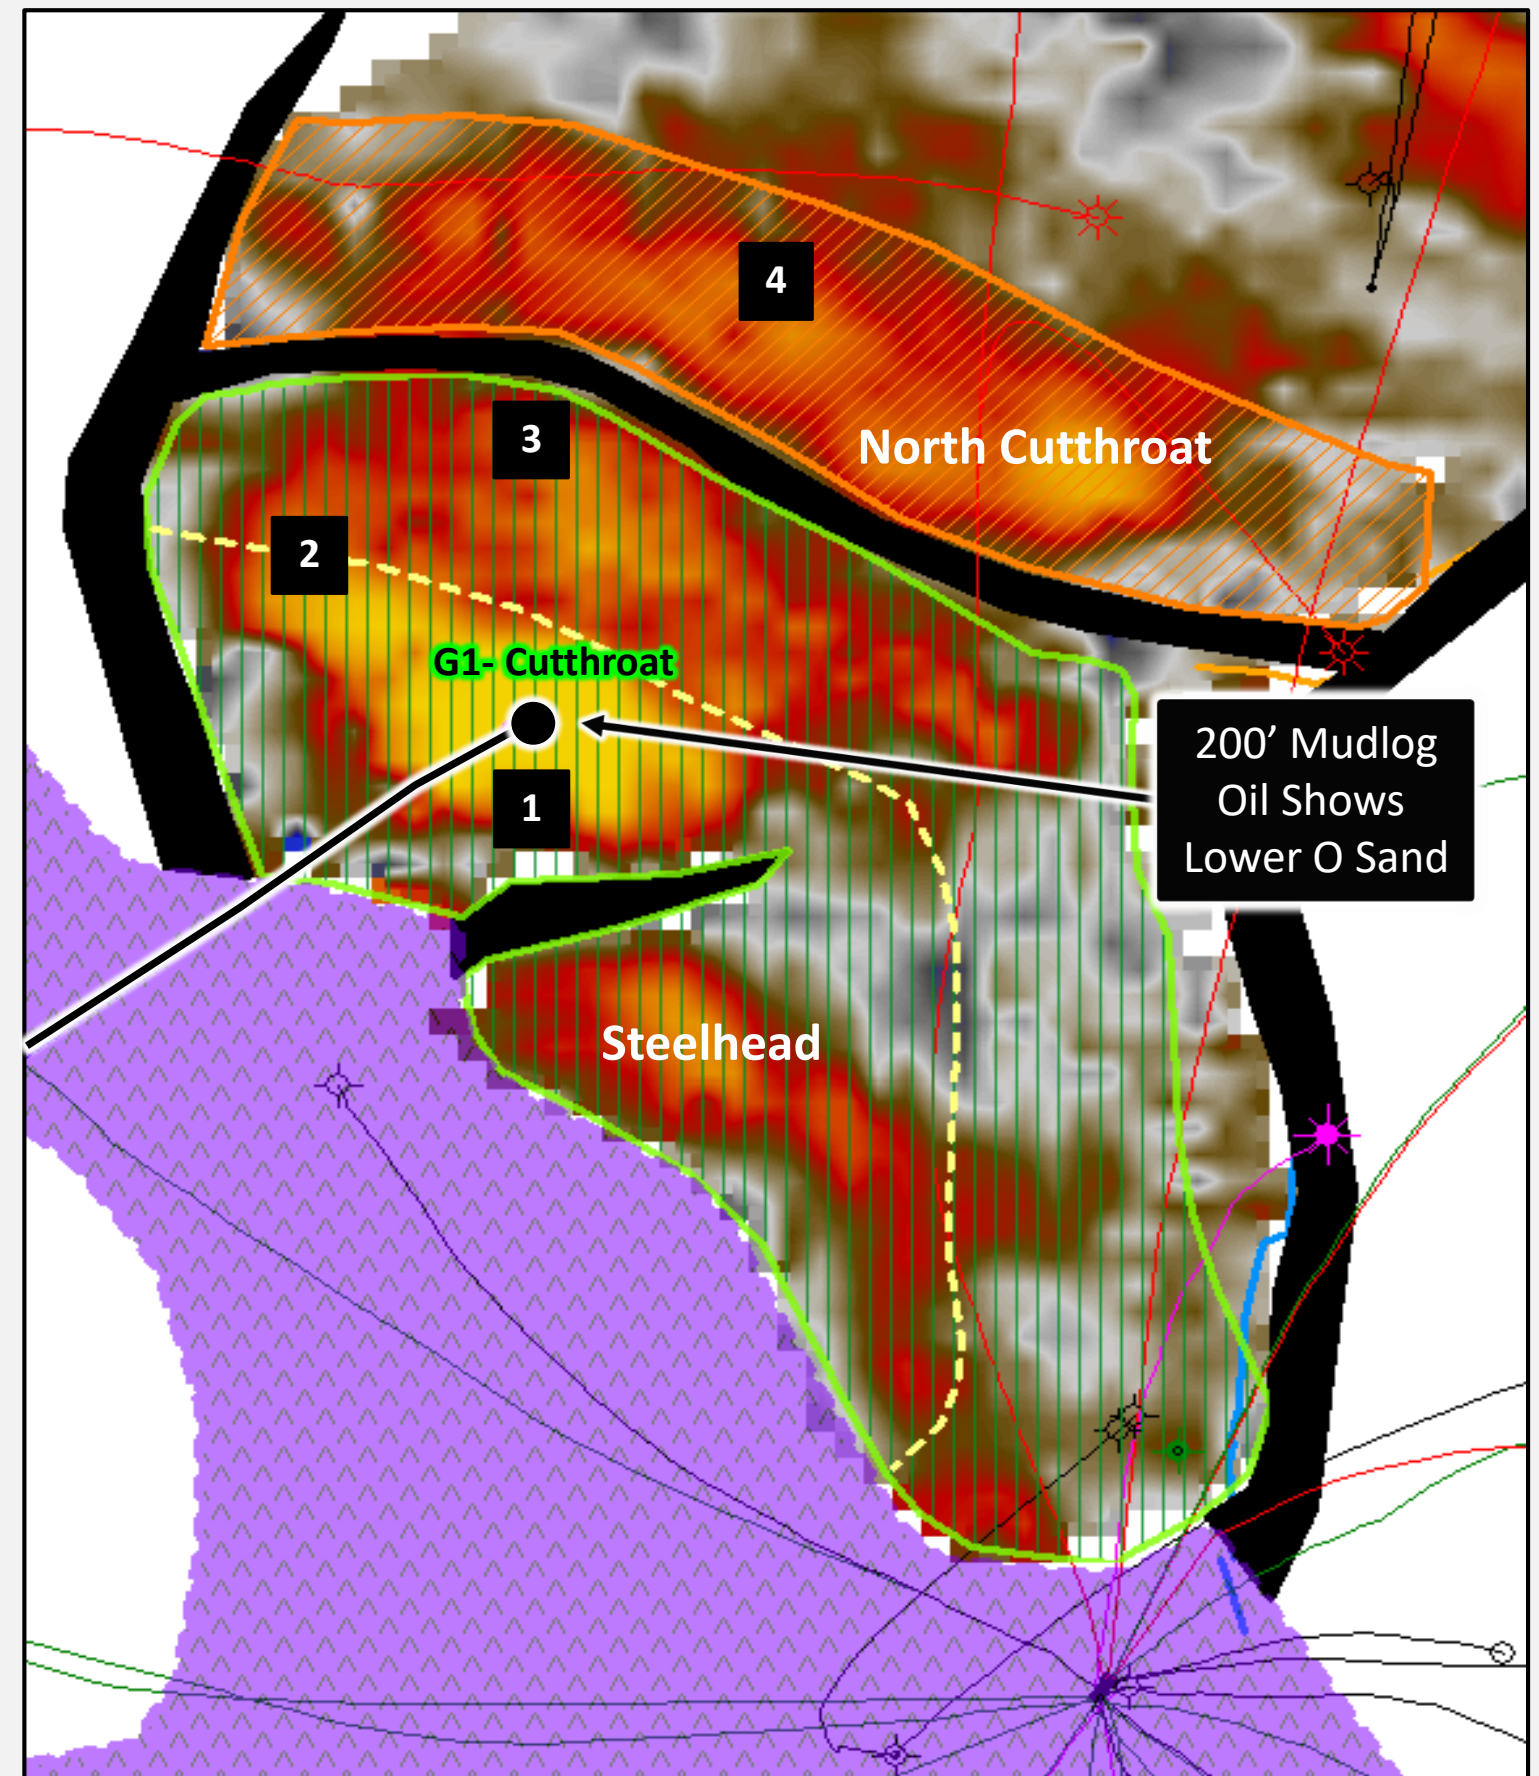 4
3
North Cutthroat
2
G1- Cutthroat
200’ Mudlog
Oil Shows
Lower O Sand
1
Steelhead